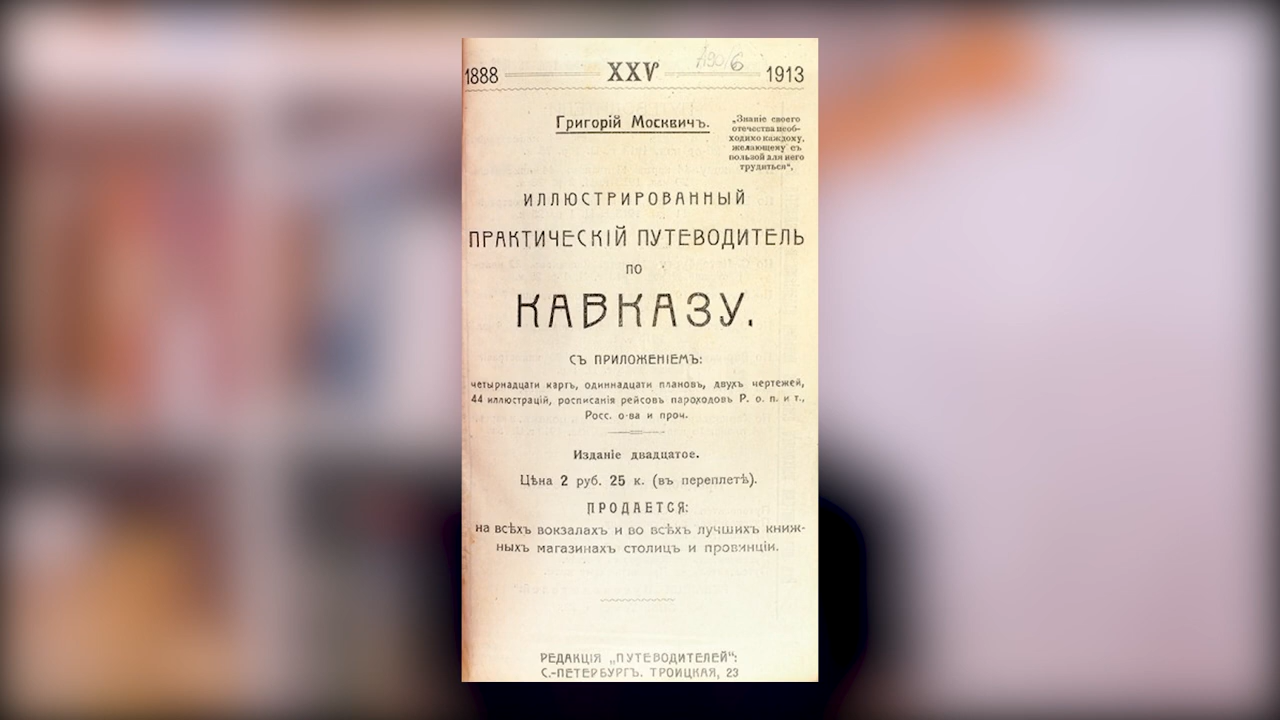 1888 XXV 1913
Григорій Москвичъ.
„Знаніе своего
отечества необ-
ходимо каждому,
желающему съ
пользой для него
трудиться“,
ИЛЛЮСТРИРОВАННЫЙ
ПРАКТИЧЕСКІЙ ПУТЕВОДИТЕЛЬ
ПО
КАВКАЗУ.
СЪ ПРИЛОЖЕНІЕМЪ:
четырнадцати картъ, одиннадцати плановъ, двухъ чертежей,
44 иллюстрацій, росписанія рейсовъ пароходовъ Р. о. п. и т.,
Росс. о-ва и проч.
Изданіе двадцатое.
Цѣна 2 руб. 25 к. (въ переплетѣ).
ПРОДАЕТСЯ:
на всѣхъ вокзалахъ и во всѣхъ лучшихъ книж-
ныхъ магазинахъ столицъ и провинціи.
РЕДАКЦІЯ „ПУТЕВОДИТЕЛЕЙ“:
С.-ПЕТЕРБУРГЪ. ТРОИЦКАЯ, 23